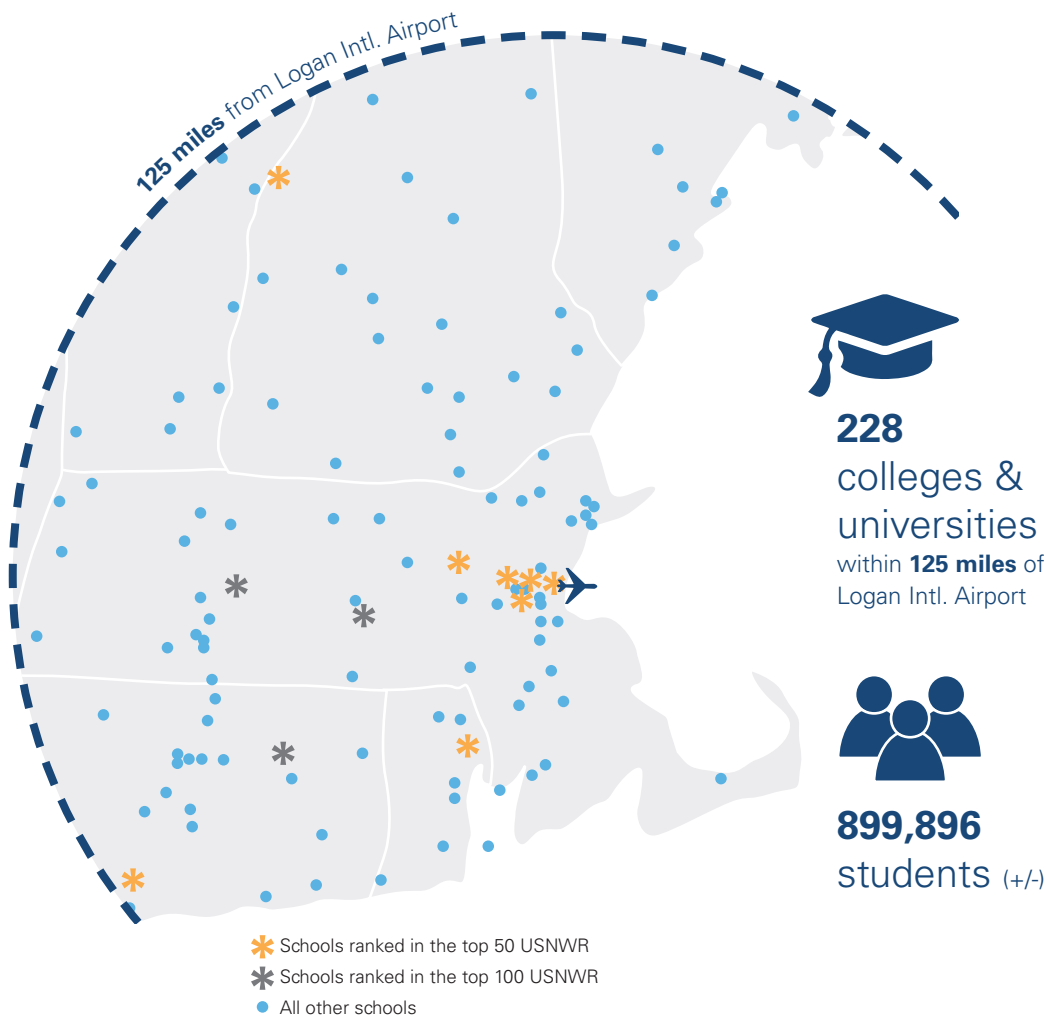 125 miles from Logan Intl. Airport
228
colleges &
universities
within 125 miles of
Logan Intl. Airport
899,896
students (+/-)
Schools ranked in the top 50 USNWR
Schools ranked in the top 100 USNWR
All other schools